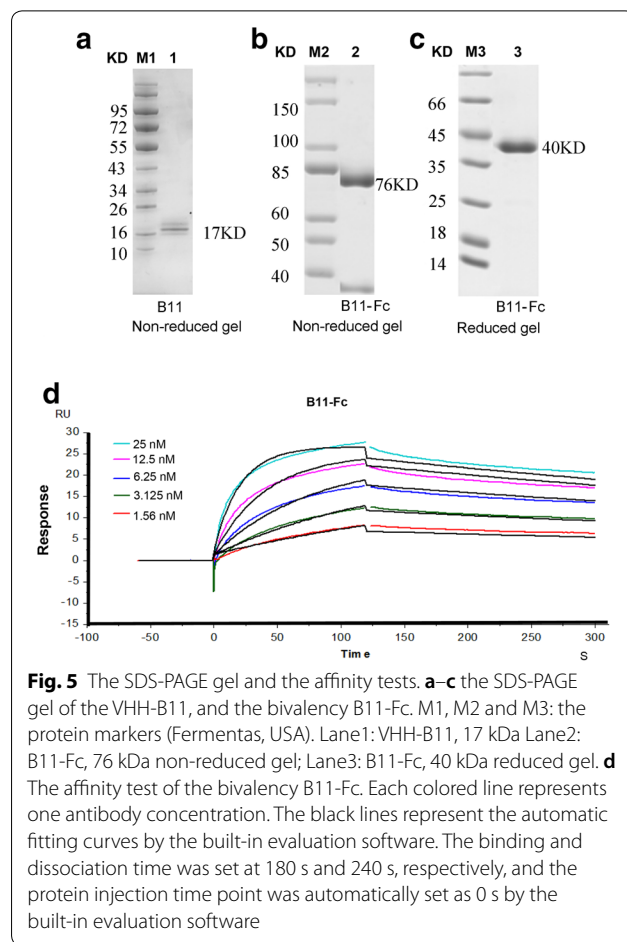 a
KD M1 1
95
72
55
43
34
26
16
10
17KD
B11
Non-reduced gel
b
KD M2 2
150
100
85
60
50
40
76KD
B11-Fc
Non-reduced gel
c
KD M3 3
66
45
35
25
18
14
40KD
B11-Fc
Reduced gel
d
B11-Fc
RU
30
25
20
15
10
5
0
-5
-10
-15
Response
25 nM
12.5 nM
6.25 nM
3.125 nM
1.56 nM
-100 -50 0 50 100 150 200 250 300
Tim e S
Fig. 5 The SDS-PAGE gel and the affinity tests. a–c the SDS-PAGE
gel of the VHH-B11, and the bivalency B11-Fc. M1, M2 and M3: the
protein markers (Fermentas, USA). Lane1: VHH-B11, 17 kDa Lane2:
B11-Fc, 76 kDa non-reduced gel; Lane3: B11-Fc, 40 kDa reduced gel. d
The affinity test of the bivalency B11-Fc. Each colored line represents
one antibody concentration. The black lines represent the automatic
fitting curves by the built-in evaluation software. The binding and
dissociation time was set at 180 s and 240 s, respectively, and the
protein injection time point was automatically set as 0 s by the
built-in evaluation software